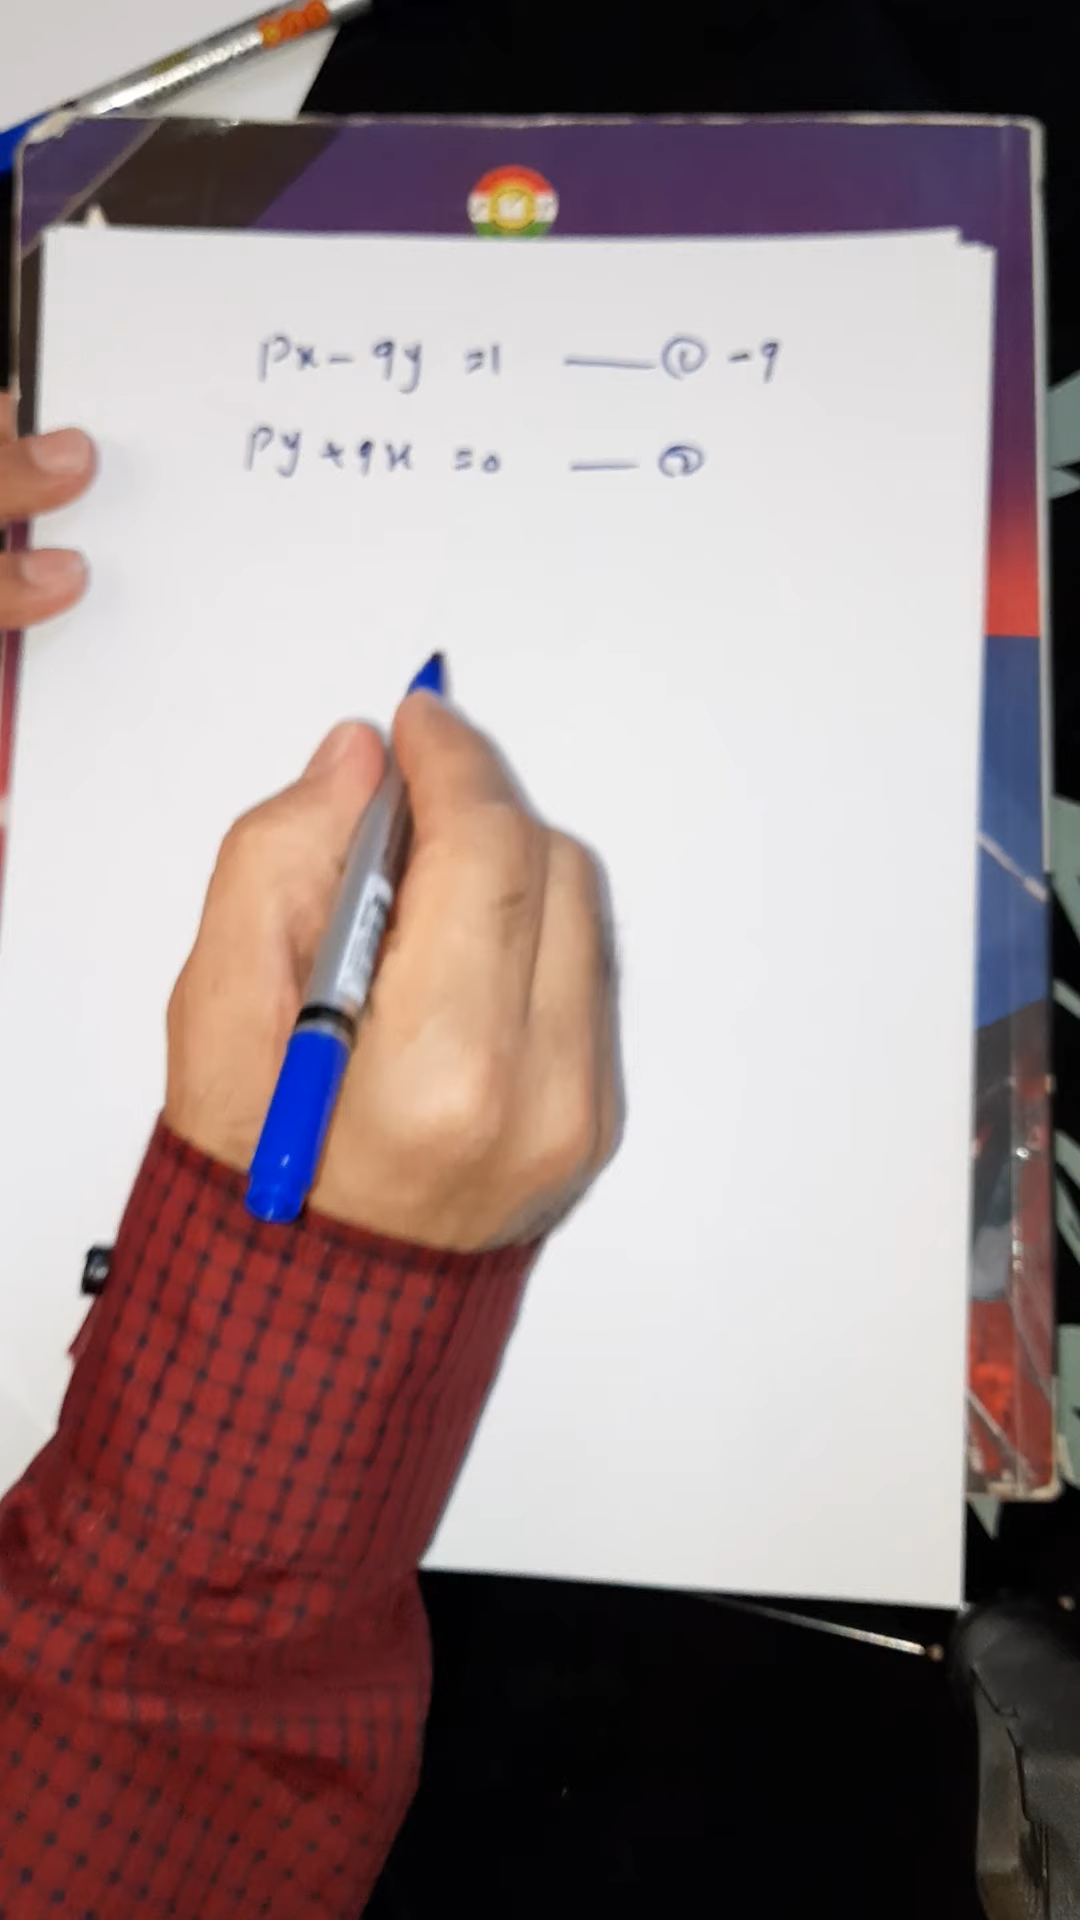 px - qy = 1 —— ① - q
py + qx = 0 —— ②